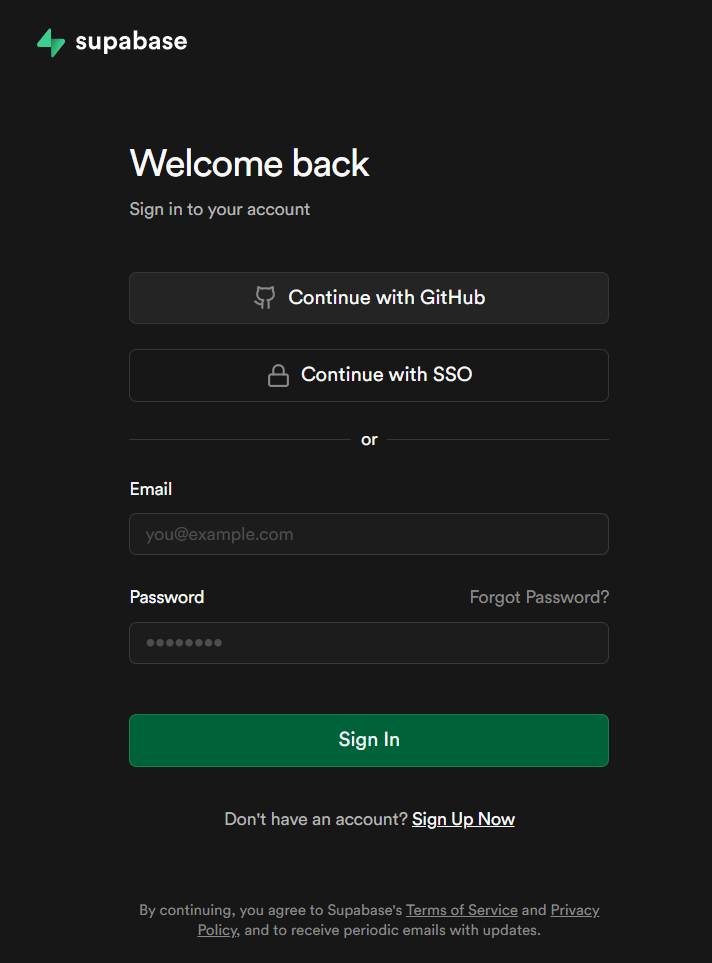 supabase
Welcome back
Sign in to your account
Continue with GitHub
Continue with SSO
or
Email
you@example.com
Password Forgot Password?
••••••••
Sign In
Don't have an account? Sign Up Now
By continuing, you agree to Supabase's Terms of Service and Privacy
Policy, and to receive periodic emails with updates.